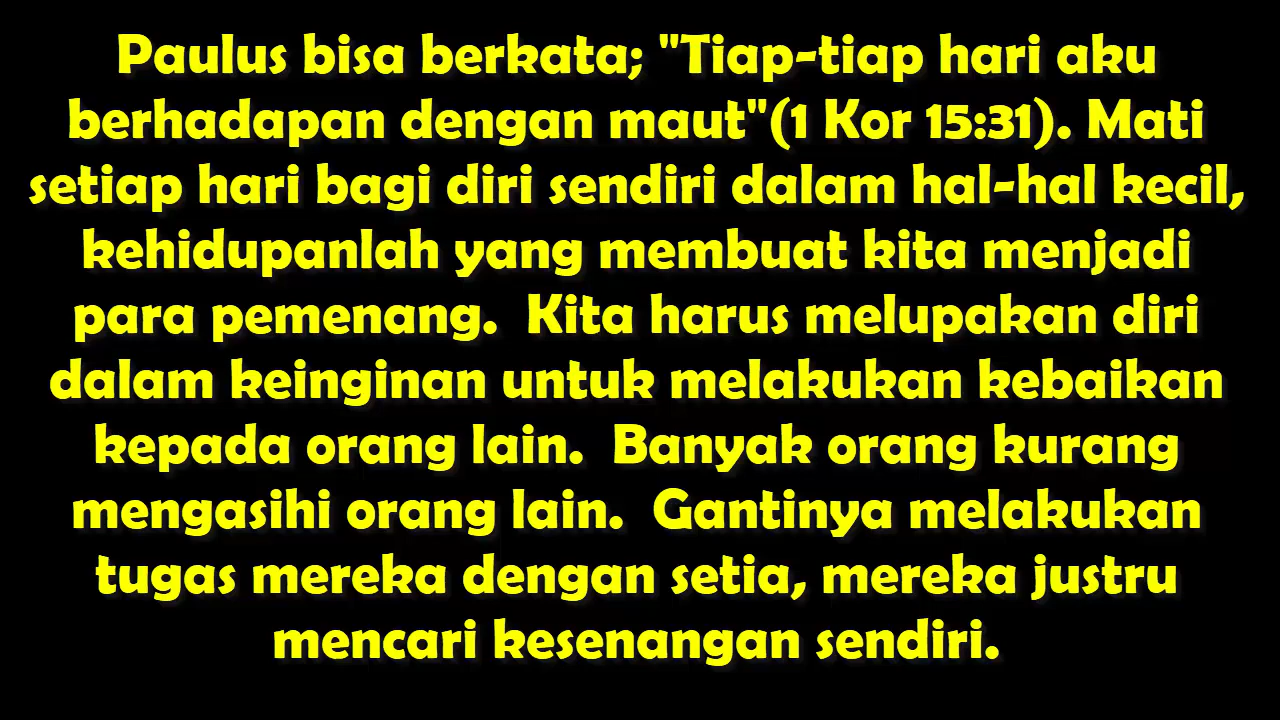 Paulus bisa berkata; "Tiap-tiap hari aku
berhadapan dengan maut"(1 Kor 15:31). Mati
setiap hari bagi diri sendiri dalam hal-hal kecil,
kehidupanlah yang membuat kita menjadi
para pemenang.  Kita harus melupakan diri
dalam keinginan untuk melakukan kebaikan
kepada orang lain.  Banyak orang kurang
mengasihi orang lain.  Gantinya melakukan
tugas mereka dengan setia, mereka justru
mencari kesenangan sendiri.